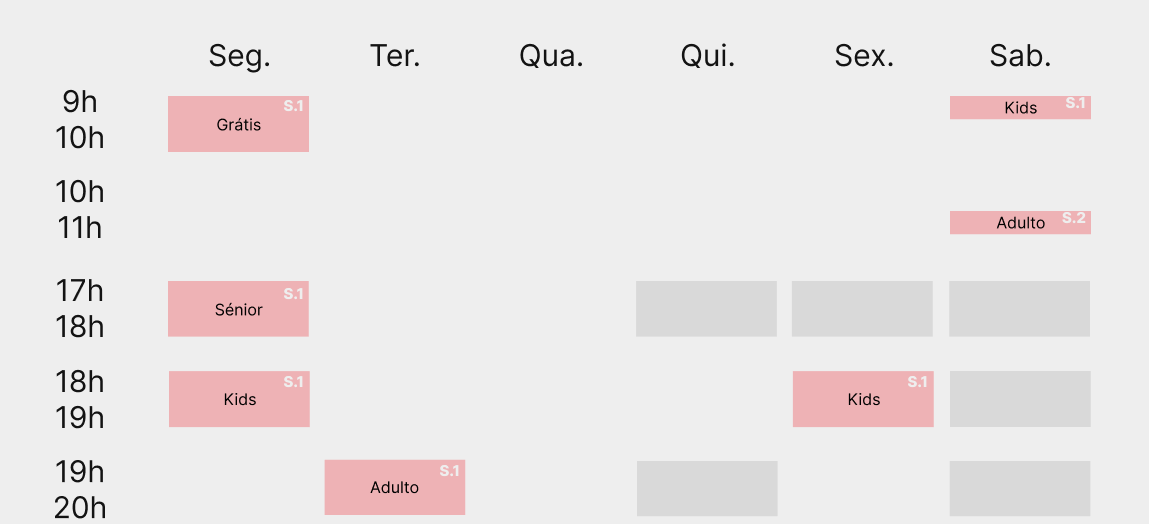 Seg. Ter. Qua. Qui. Sex. Sab.
9h
10h
S.1
Grátis
Kids S.1
10h
11h
Adulto S.2
17h
18h
S.1
Sénior
18h
19h
S.1
Kids
S.1
Kids
19h
20h
S.1
Adulto